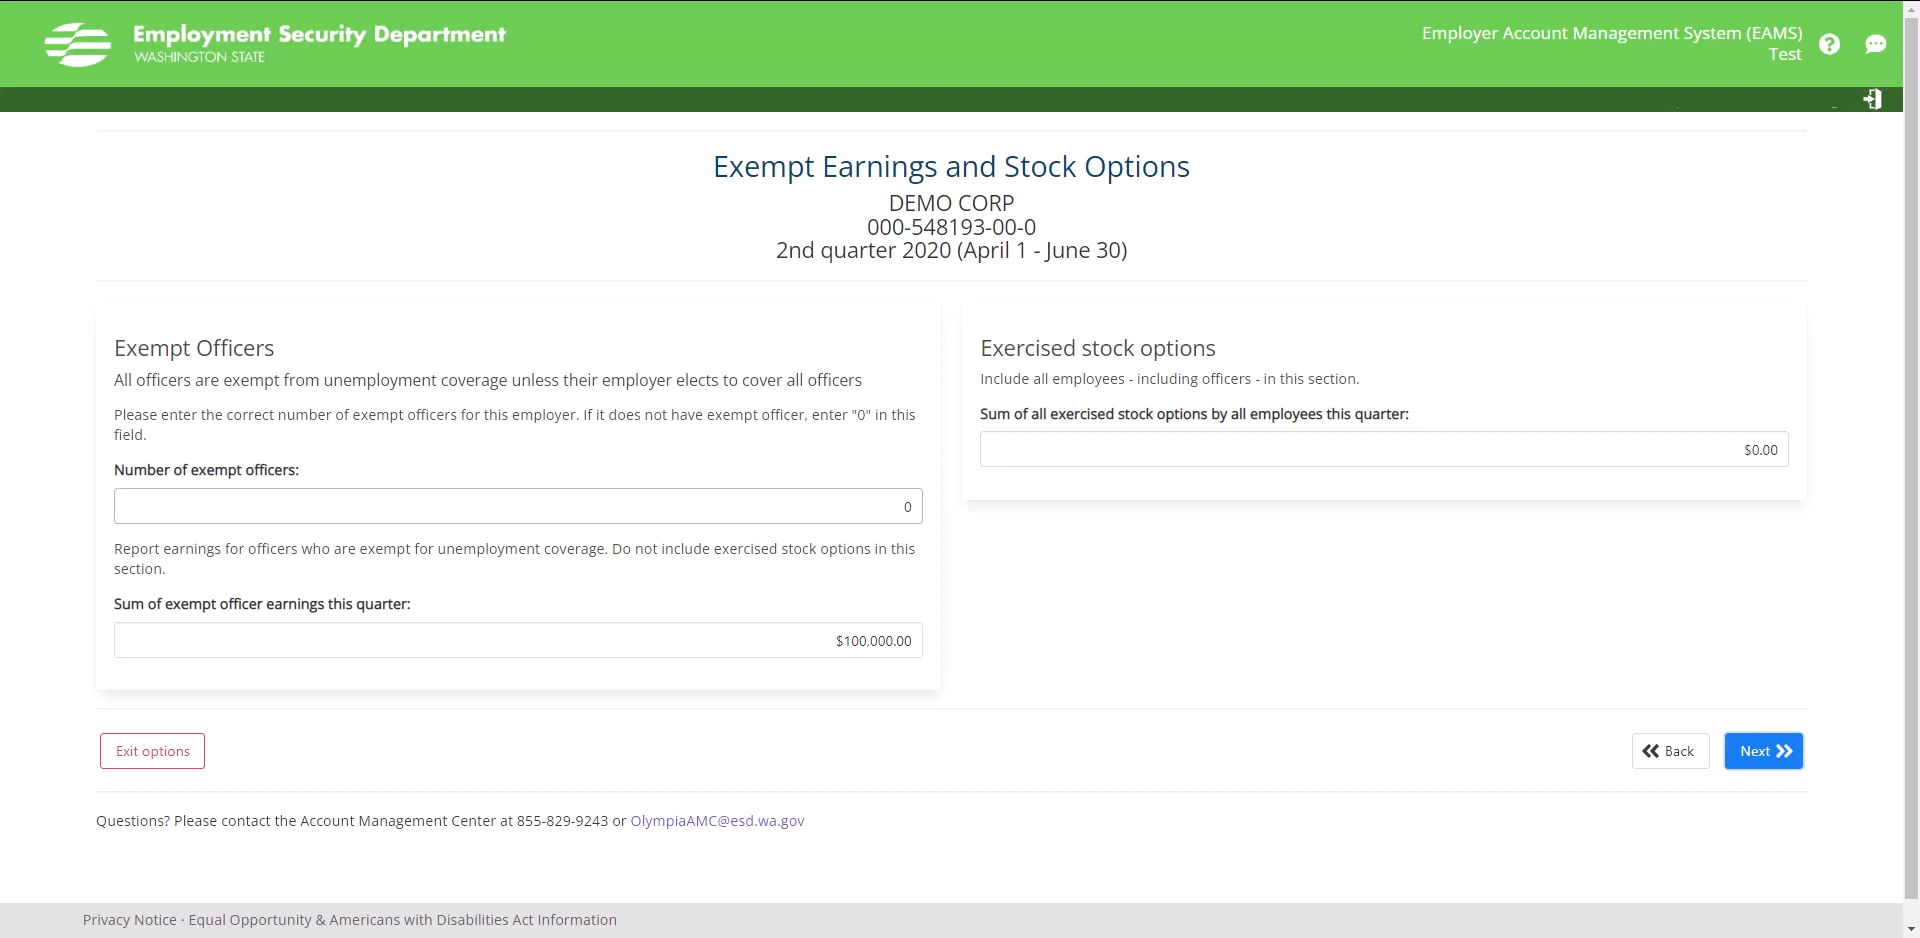 Employment Security Department
WASHINGTON STATE
Employer Account Management System (EAMS)
Test
Exempt Earnings and Stock Options
DEMO CORP
000-548193-00-0
2nd quarter 2020 (April 1 - June 30)
Exempt Officers
All officers are exempt from unemployment coverage unless their employer elects to cover all officers
Please enter the correct number of exempt officers for this employer. If it does not have exempt officer, enter "0" in this
field.
Number of exempt officers:
0
Report earnings for officers who are exempt for unemployment coverage. Do not include exercised stock options in this
section.
Sum of exempt officer earnings this quarter:
$100,000.00
Exercised stock options
Include all employees - including officers - in this section.
Sum of all exercised stock options by all employees this quarter:
$0.00
Exit options
Back
Next
Questions? Please contact the Account Management Center at 855-829-9243 or OlympiaAMC@esd.wa.gov
Privacy Notice · Equal Opportunity & Americans with Disabilities Act Information